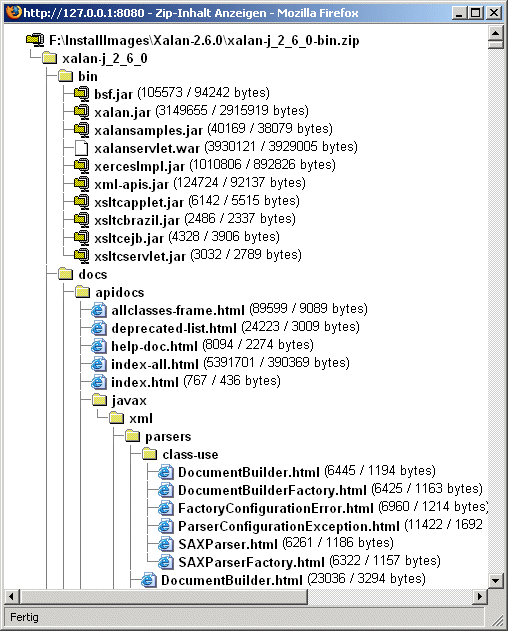 http://127.0.0.1:8080 - Zip-Inhalt Anzeigen - Mozilla Firefox
F:\InstallImages\Xalan-2.6.0\xalan-j_2_6_0-bin.zip
xalan-j_2_6_0
bin
bsf.jar (105573 / 94242 bytes)
xalan.jar (3149655 / 2915919 bytes)
xalansamples.jar (40169 / 38079 bytes)
xalanservlet.war (3930121 / 3929005 bytes)
xercesImpl.jar (1010806 / 892826 bytes)
xml-apis.jar (124724 / 92137 bytes)
xsltcapplet.jar (6142 / 5515 bytes)
xsltcbrazil.jar (2486 / 2337 bytes)
xsltcejb.jar (4328 / 3906 bytes)
xsltcservlet.jar (3032 / 2789 bytes)
docs
apidocs
allclasses-frame.html (89599 / 9089 bytes)
deprecated-list.html (24223 / 3009 bytes)
help-doc.html (8094 / 2274 bytes)
index-all.html (5391701 / 390369 bytes)
index.html (767 / 436 bytes)
javax
xml
parsers
class-use
DocumentBuilder.html (6445 / 1194 bytes)
DocumentBuilderFactory.html (6425 / 1163 bytes)
FactoryConfigurationError.html (6960 / 1214 bytes)
ParserConfigurationException.html (11422 / 1692
SAXParser.html (6261 / 1186 bytes)
SAXParserFactory.html (6322 / 1157 bytes)
DocumentBuilder.html (23036 / 3294 bytes)
Fertig